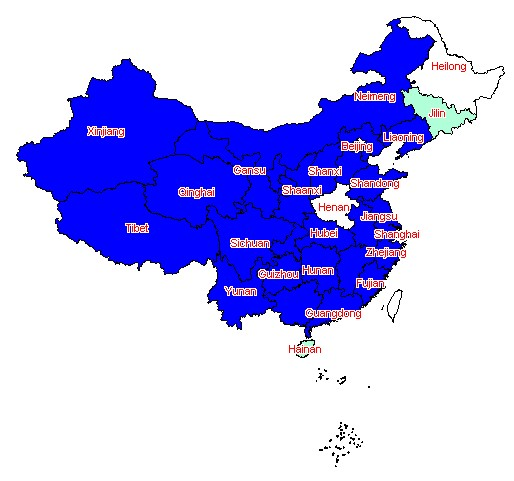 Heilong
Neimeng
Jilin
Xinjiang
Liaoning
Beijing
Gansu
Shanxi
Shandong
Qinghai
Shaanxi
Henan
Jiangsu
Tibet
Hubei
Shanghai
Sichuan
Zhejiang
Guizhou
Hunan
Fujian
Yunan
Guangdong
Hainan